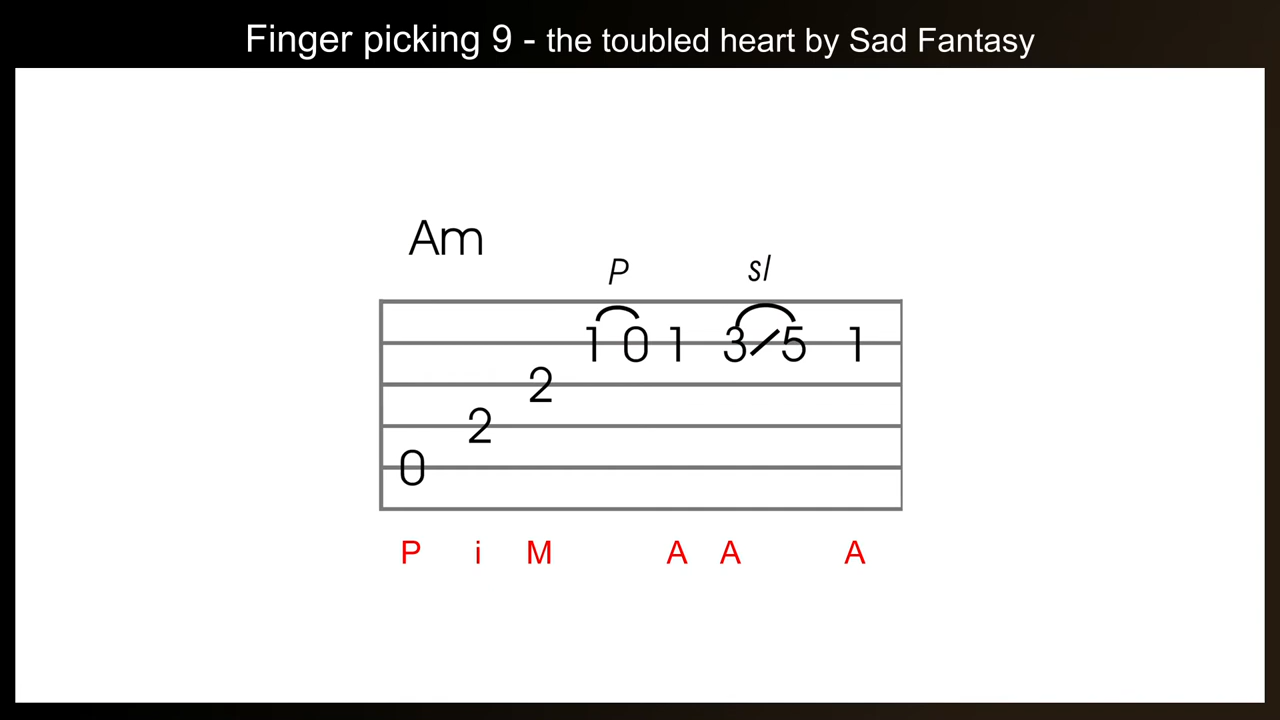 Finger picking 9 - the toubled heart by Sad Fantasy
Am
P sl
1 0 1 3 5 1
2
2
0
P i M A A A